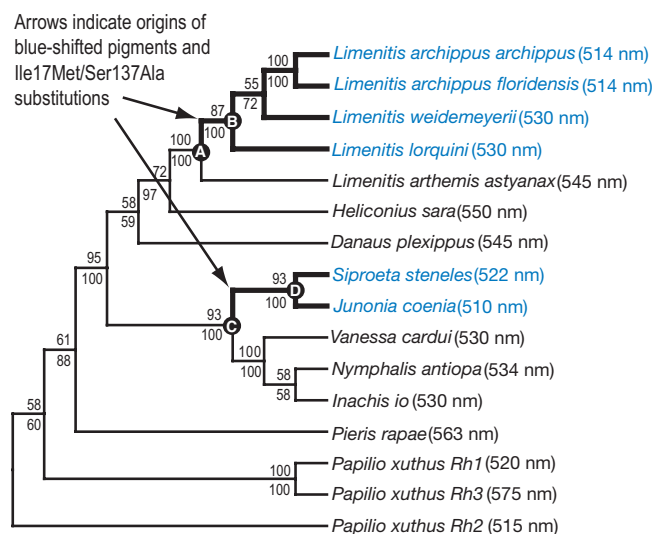 Arrows indicate origins of
blue-shifted pigments and
Ile17Met/Ser137Ala
substitutions
100
100
Limenitis archippus archippus (514 nm)
Limenitis archippus floridensis (514 nm)
55
72
Limenitis weidemeyerii (530 nm)
87
100
B
Limenitis lorquini (530 nm)
100
100
A
Limenitis arthemis astyanax (545 nm)
72
97
Heliconius sara (550 nm)
58
59
Danaus plexippus (545 nm)
95
100
93
100
D
Siproeta steneles (522 nm)
Junonia coenia (510 nm)
93
100
C
Vanessa cardui (530 nm)
100
100
Nymphalis antiopa (534 nm)
58
58
Inachis io (530 nm)
61
88
Pieris rapae (563 nm)
58
60
Papilio xuthus Rh1 (520 nm)
100
100
Papilio xuthus Rh3 (575 nm)
Papilio xuthus Rh2 (515 nm)